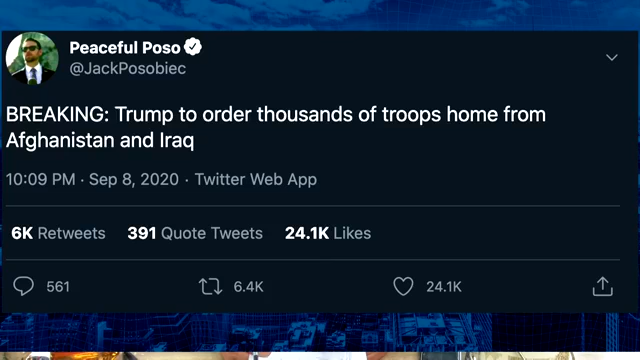 Peaceful Poso
@JackPosobiec
BREAKING: Trump to order thousands of troops home from
Afghanistan and Iraq
10:09 PM · Sep 8, 2020 · Twitter Web App
6K Retweets 391 Quote Tweets 24.1K Likes
561 6.4K 24.1K